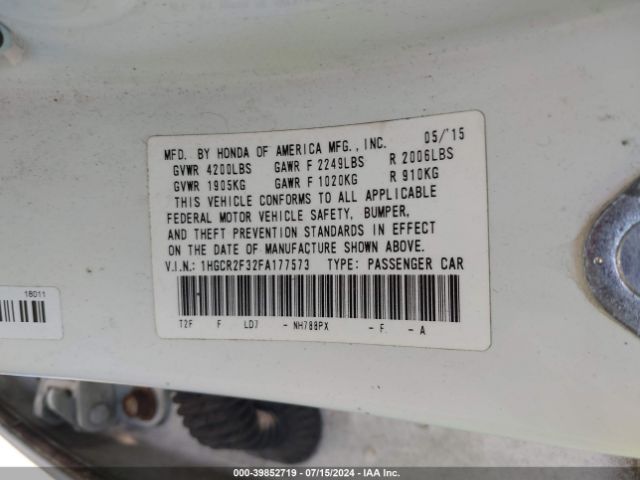 MFD. BY HONDA OF AMERICA MFG., INC. 05/'15
GVWR 4200LBS GAWR F 2249LBS R 2006LBS
GVWR 1905KG GAWR F 1020KG R 910KG
THIS VEHICLE CONFORMS TO ALL APPLICABLE
FEDERAL MOTOR VEHICLE SAFETY, BUMPER,
AND THEFT PREVENTION STANDARDS IN EFFECT
ON THE DATE OF MANUFACTURE SHOWN ABOVE.
V.I.N.: 1HGCR2F32FA177573 TYPE: PASSENGER CAR
T2F F LD7 - NH788PX - F - A
18011
000-39852719 - 07/15/2024 - IAA Inc.